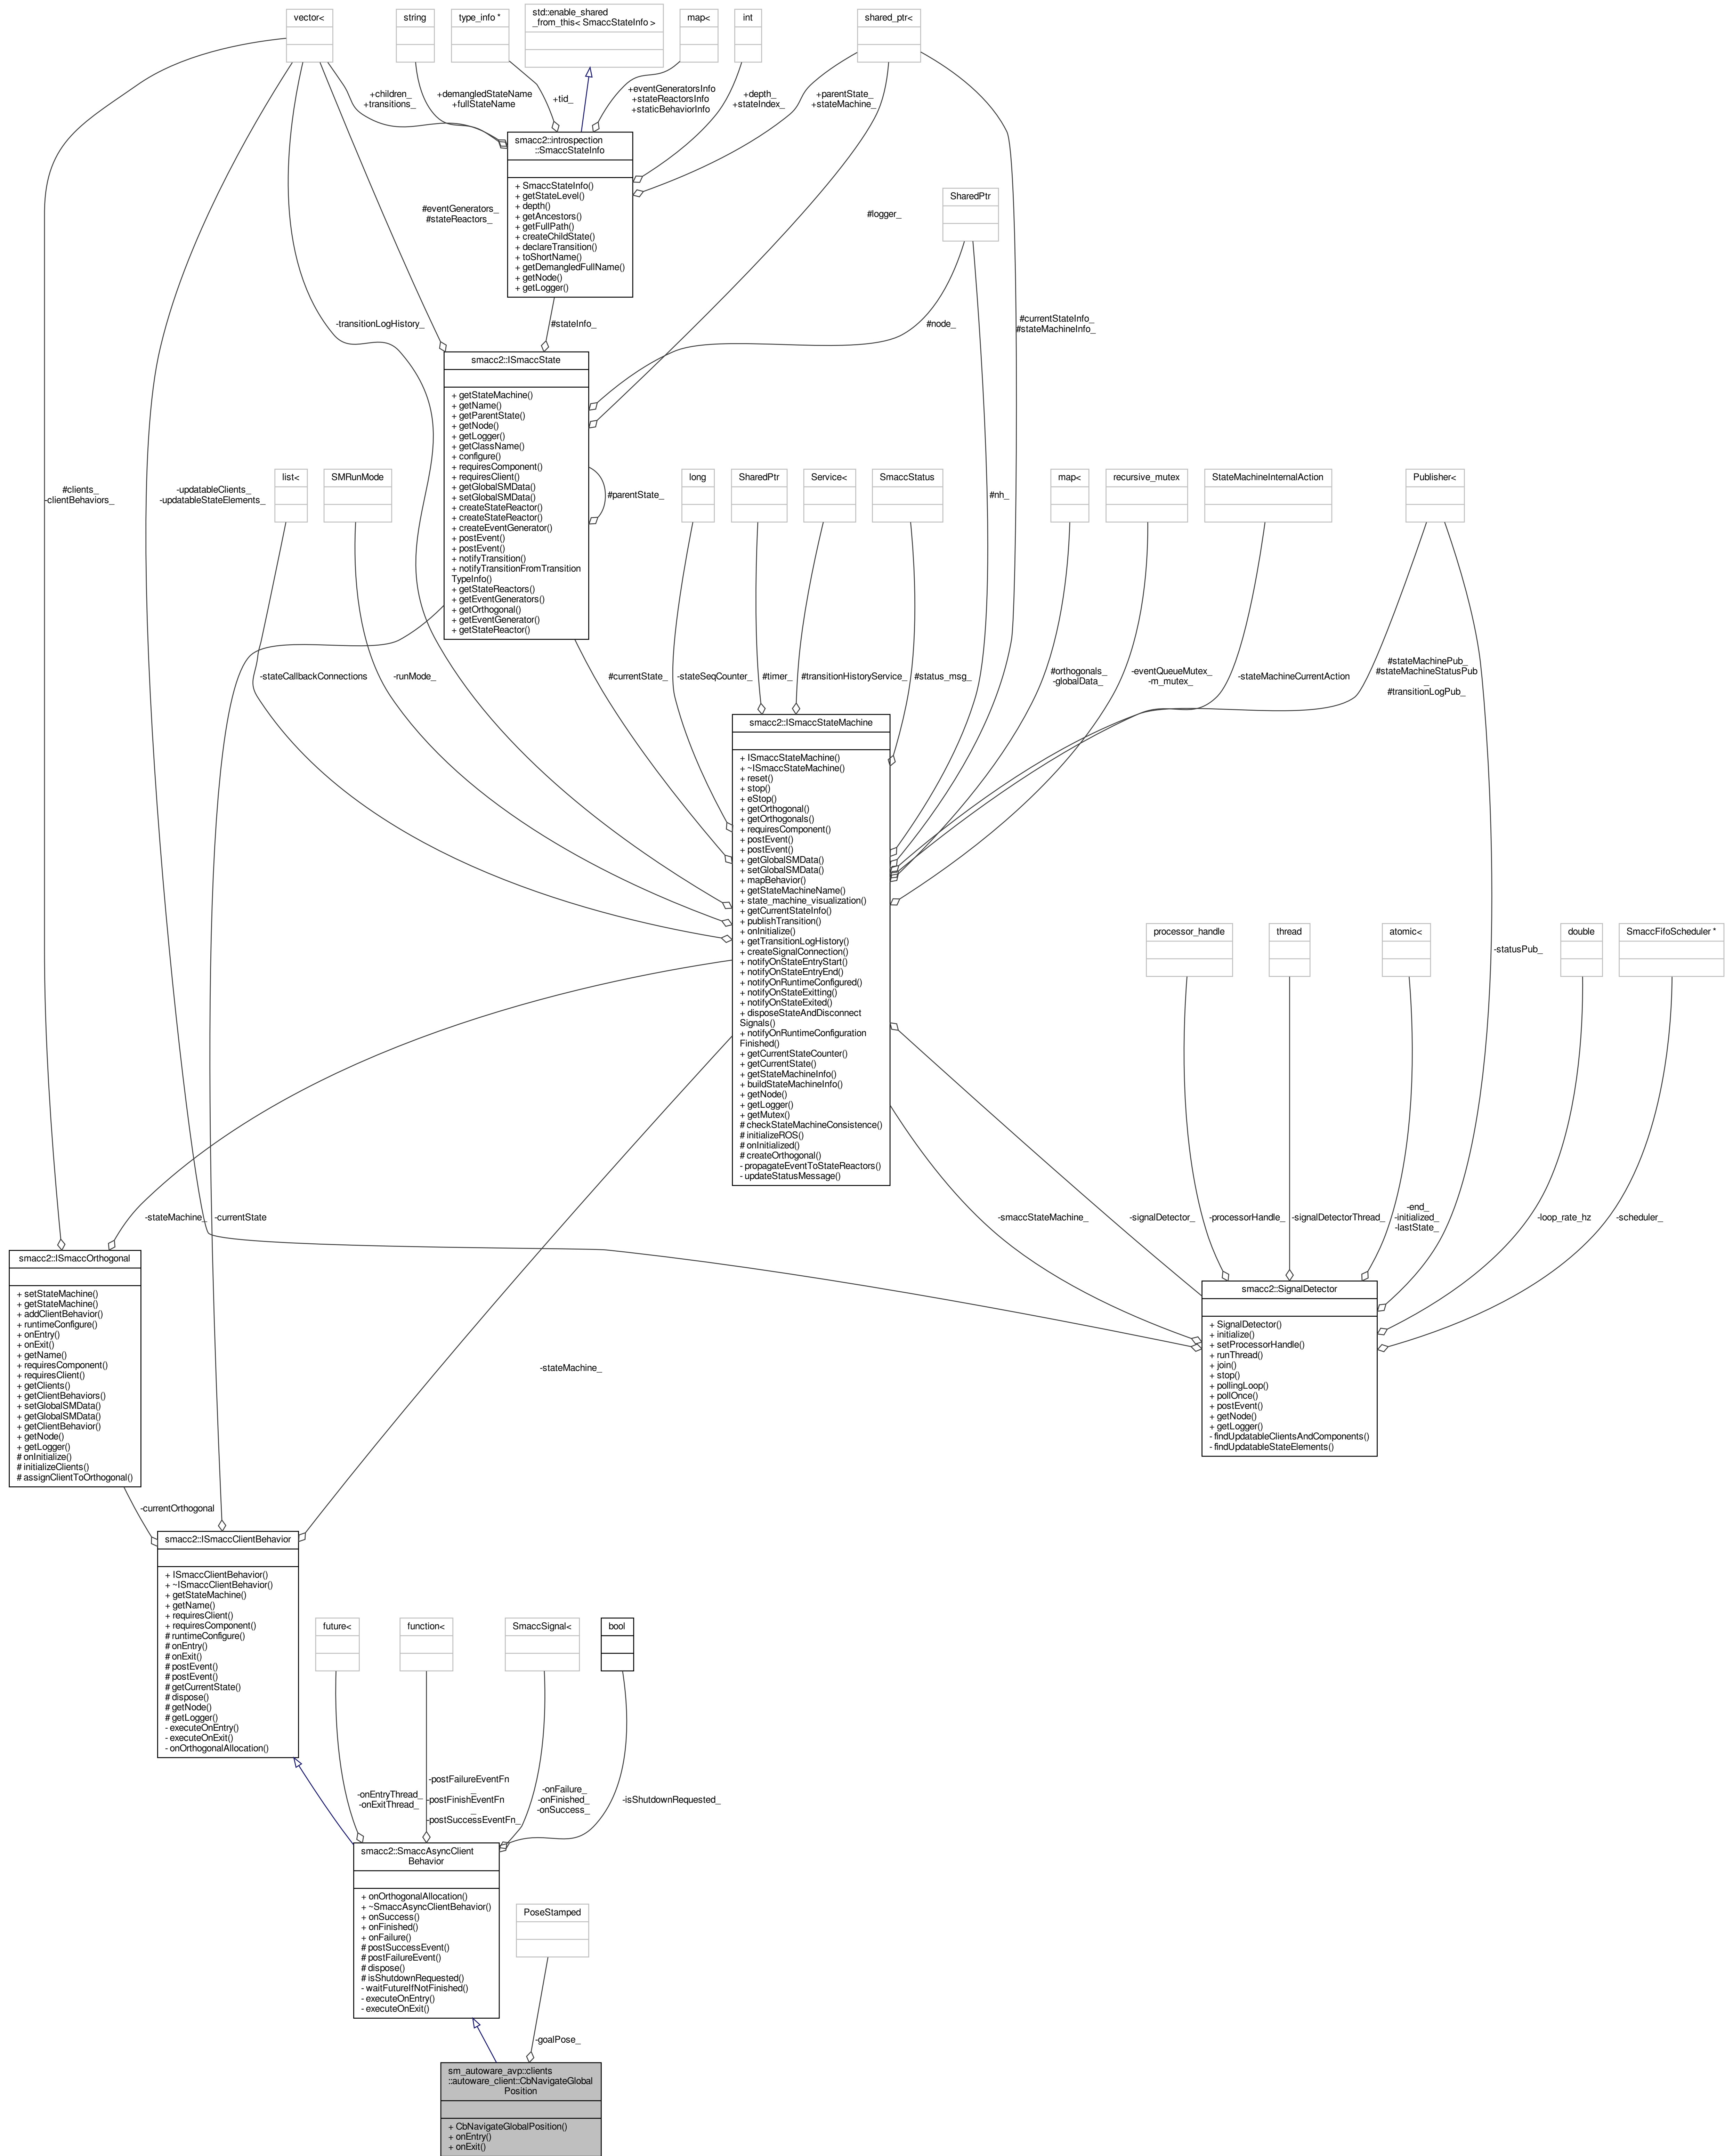 vector<
string
type_info *
std::enable_shared
_from_this< SmaccStateInfo >
map<
int
shared_ptr<
+children_
+transitions_
+demangledStateName
+fullStateName
+tid_
+eventGeneratorsInfo
+stateReactorsInfo
+staticBehaviorInfo
+depth_
+stateIndex_
+parentState_
+stateMachine_
smacc2::introspection
::SmaccStateInfo
+ SmaccStateInfo()
+ getStateLevel()
+ depth()
+ getAncestors()
+ getFullPath()
+ createChildState()
+ declareTransition()
+ toShortName()
+ getDemangledFullName()
+ getNode()
+ getLogger()
SharedPtr
#eventGenerators_
#stateReactors_
#logger_
-transitionLogHistory_
#stateInfo_
#node_
#currentStateInfo_
#stateMachineInfo_
smacc2::ISmaccState
+ getStateMachine()
+ getName()
+ getParentState()
+ getNode()
+ getLogger()
+ getClassName()
+ configure()
+ requiresComponent()
+ requiresClient()
+ getGlobalSMData()
+ setGlobalSMData()
+ createStateReactor()
+ createStateReactor()
+ createEventGenerator()
+ postEvent()
+ postEvent()
+ notifyTransition()
+ notifyTransitionFromTransition
TypeInfo()
+ getStateReactors()
+ getEventGenerators()
+ getOrthogonal()
+ getEventGenerator()
+ getStateReactor()
#clients_
-clientBehaviors_
-updatableClients_
-updatableStateElements_
list<
SMRunMode
#parentState_
long
SharedPtr
Service<
SmaccStatus
#nh_
map<
recursive_mutex
StateMachineInternalAction
Publisher<
-stateCallbackConnections
-runMode_
#currentState_
-stateSeqCounter_
#timer_
#transitionHistoryService_
#status_msg_
#orthogonals_
-globalData_
-eventQueueMutex_
-m_mutex_
-stateMachineCurrentAction
#stateMachinePub_
#stateMachineStatusPub
_
#transitionLogPub_
smacc2::ISmaccStateMachine
+ ISmaccStateMachine()
+ ~ISmaccStateMachine()
+ reset()
+ stop()
+ eStop()
+ getOrthogonal()
+ getOrthogonals()
+ requiresComponent()
+ postEvent()
+ postEvent()
+ getGlobalSMData()
+ setGlobalSMData()
+ mapBehavior()
+ getStateMachineName()
+ state_machine_visualization()
+ getCurrentStateInfo()
+ publishTransition()
+ onInitialize()
+ getTransitionLogHistory()
+ createSignalConnection()
+ notifyOnStateEntryStart()
+ notifyOnStateEntryEnd()
+ notifyOnRuntimeConfigured()
+ notifyOnStateExitting()
+ notifyOnStateExited()
+ disposeStateAndDisconnect
Signals()
+ notifyOnRuntimeConfiguration
Finished()
+ getCurrentStateCounter()
+ getCurrentState()
+ getStateMachineInfo()
+ buildStateMachineInfo()
+ getNode()
+ getLogger()
+ getMutex()
# checkStateMachineConsistence()
# initializeROS()
# onInitialized()
# createOrthogonal()
- propagateEventToStateReactors()
- updateStatusMessage()
processor_handle
thread
atomic<
-statusPub_
double
SmaccFifoScheduler *
-stateMachine_
-currentState
-smaccStateMachine_
-signalDetector_
-processorHandle_
-signalDetectorThread_
-end_
-initialized_
-lastState_
-loop_rate_hz
-scheduler_
smacc2::ISmaccOrthogonal
+ setStateMachine()
+ getStateMachine()
+ addClientBehavior()
+ runtimeConfigure()
+ onEntry()
+ onExit()
+ getName()
+ requiresComponent()
+ requiresClient()
+ getClients()
+ getClientBehaviors()
+ setGlobalSMData()
+ getGlobalSMData()
+ getClientBehavior()
+ getNode()
+ getLogger()
# onInitialize()
# initializeClients()
# assignClientToOrthogonal()
-stateMachine_
smacc2::SignalDetector
+ SignalDetector()
+ initialize()
+ setProcessorHandle()
+ runThread()
+ join()
+ stop()
+ pollingLoop()
+ pollOnce()
+ postEvent()
+ getNode()
+ getLogger()
- findUpdatableClientsAndComponents()
- findUpdatableStateElements()
-currentOrthogonal
smacc2::ISmaccClientBehavior
+ ISmaccClientBehavior()
+ ~ISmaccClientBehavior()
+ getStateMachine()
+ getName()
+ requiresClient()
+ requiresComponent()
# runtimeConfigure()
# onEntry()
# onExit()
# postEvent()
# postEvent()
# getCurrentState()
# dispose()
# getNode()
# getLogger()
- executeOnEntry()
- executeOnExit()
- onOrthogonalAllocation()
future<
function<
SmaccSignal<
bool
-onEntryThread_
-onExitThread_
-postFailureEventFn
_
-postFinishEventFn
_
-postSuccessEventFn_
-onFailure_
-onFinished_
-onSuccess_
-isShutdownRequested_
smacc2::SmaccAsyncClient
Behavior
+ onOrthogonalAllocation()
+ ~SmaccAsyncClientBehavior()
+ onSuccess()
+ onFinished()
+ onFailure()
# postSuccessEvent()
# postFailureEvent()
# dispose()
# isShutdownRequested()
- waitFutureIfNotFinished()
- executeOnEntry()
- executeOnExit()
PoseStamped
-goalPose_
sm_autoware_avp::clients
::autoware_client::CbNavigateGlobal
Position
+ CbNavigateGlobalPosition()
+ onEntry()
+ onExit()